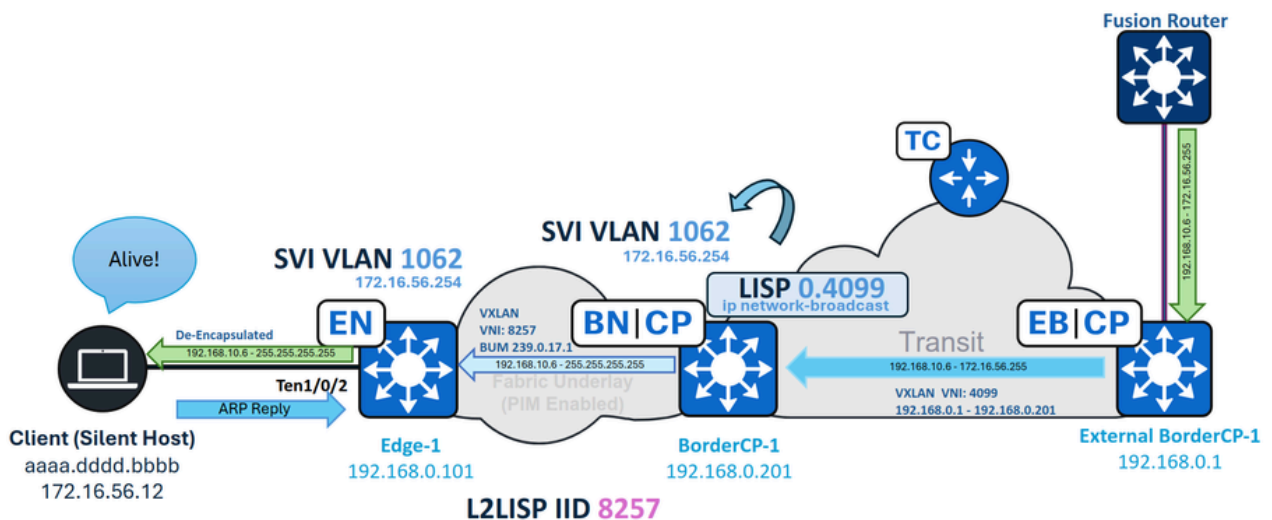 Fusion Router
192.168.10.6 - 172.16.56.255
TC
SVI VLAN 1062
172.16.56.254
LISP 0.4099
ip network-broadcast
Alive!
SVI VLAN 1062
172.16.56.254
EN
VXLAN
VNI: 8257
BUM 239.0.17.1
192.168.10.6 - 255.255.255.255
Fabric Underlay
(PIM Enabled)
BN|CP
EB|CP
Transit
192.168.10.6 - 172.16.56.255
VXLAN VNI: 4099
192.168.0.1 - 192.168.0.201
De-Encapsulated
192.168.10.6 - 255.255.255.255
Ten1/0/2
ARP Reply
Client (Silent Host)
aaaa.dddd.bbbb
172.16.56.12
Edge-1
192.168.0.101
BorderCP-1
192.168.0.201
External BorderCP-1
192.168.0.1
L2LISP IID 8257